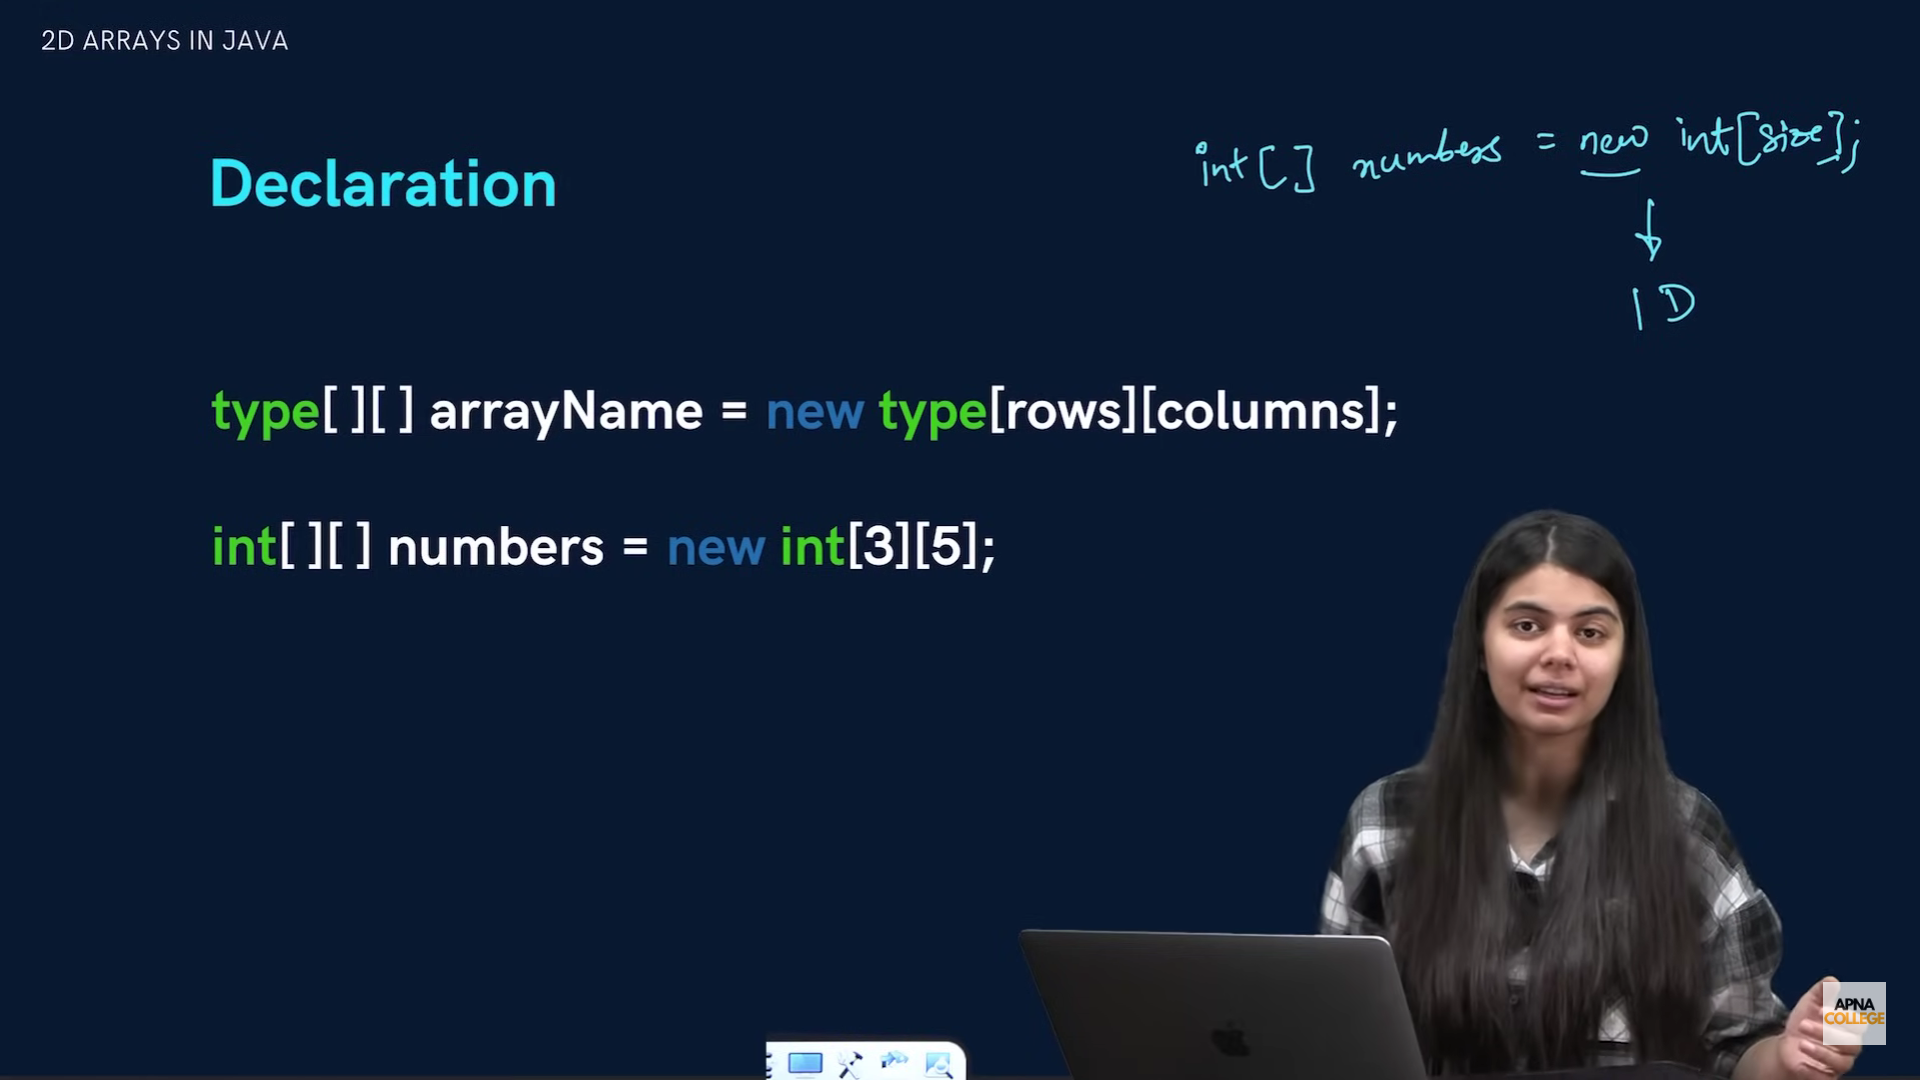 2D ARRAYS IN JAVA
int[] numbers = new int[size];
1D
Declaration
type[ ][ ] arrayName = new type[rows][columns];
int[ ][ ] numbers = new int[3][5];
APNA
COLLEGE